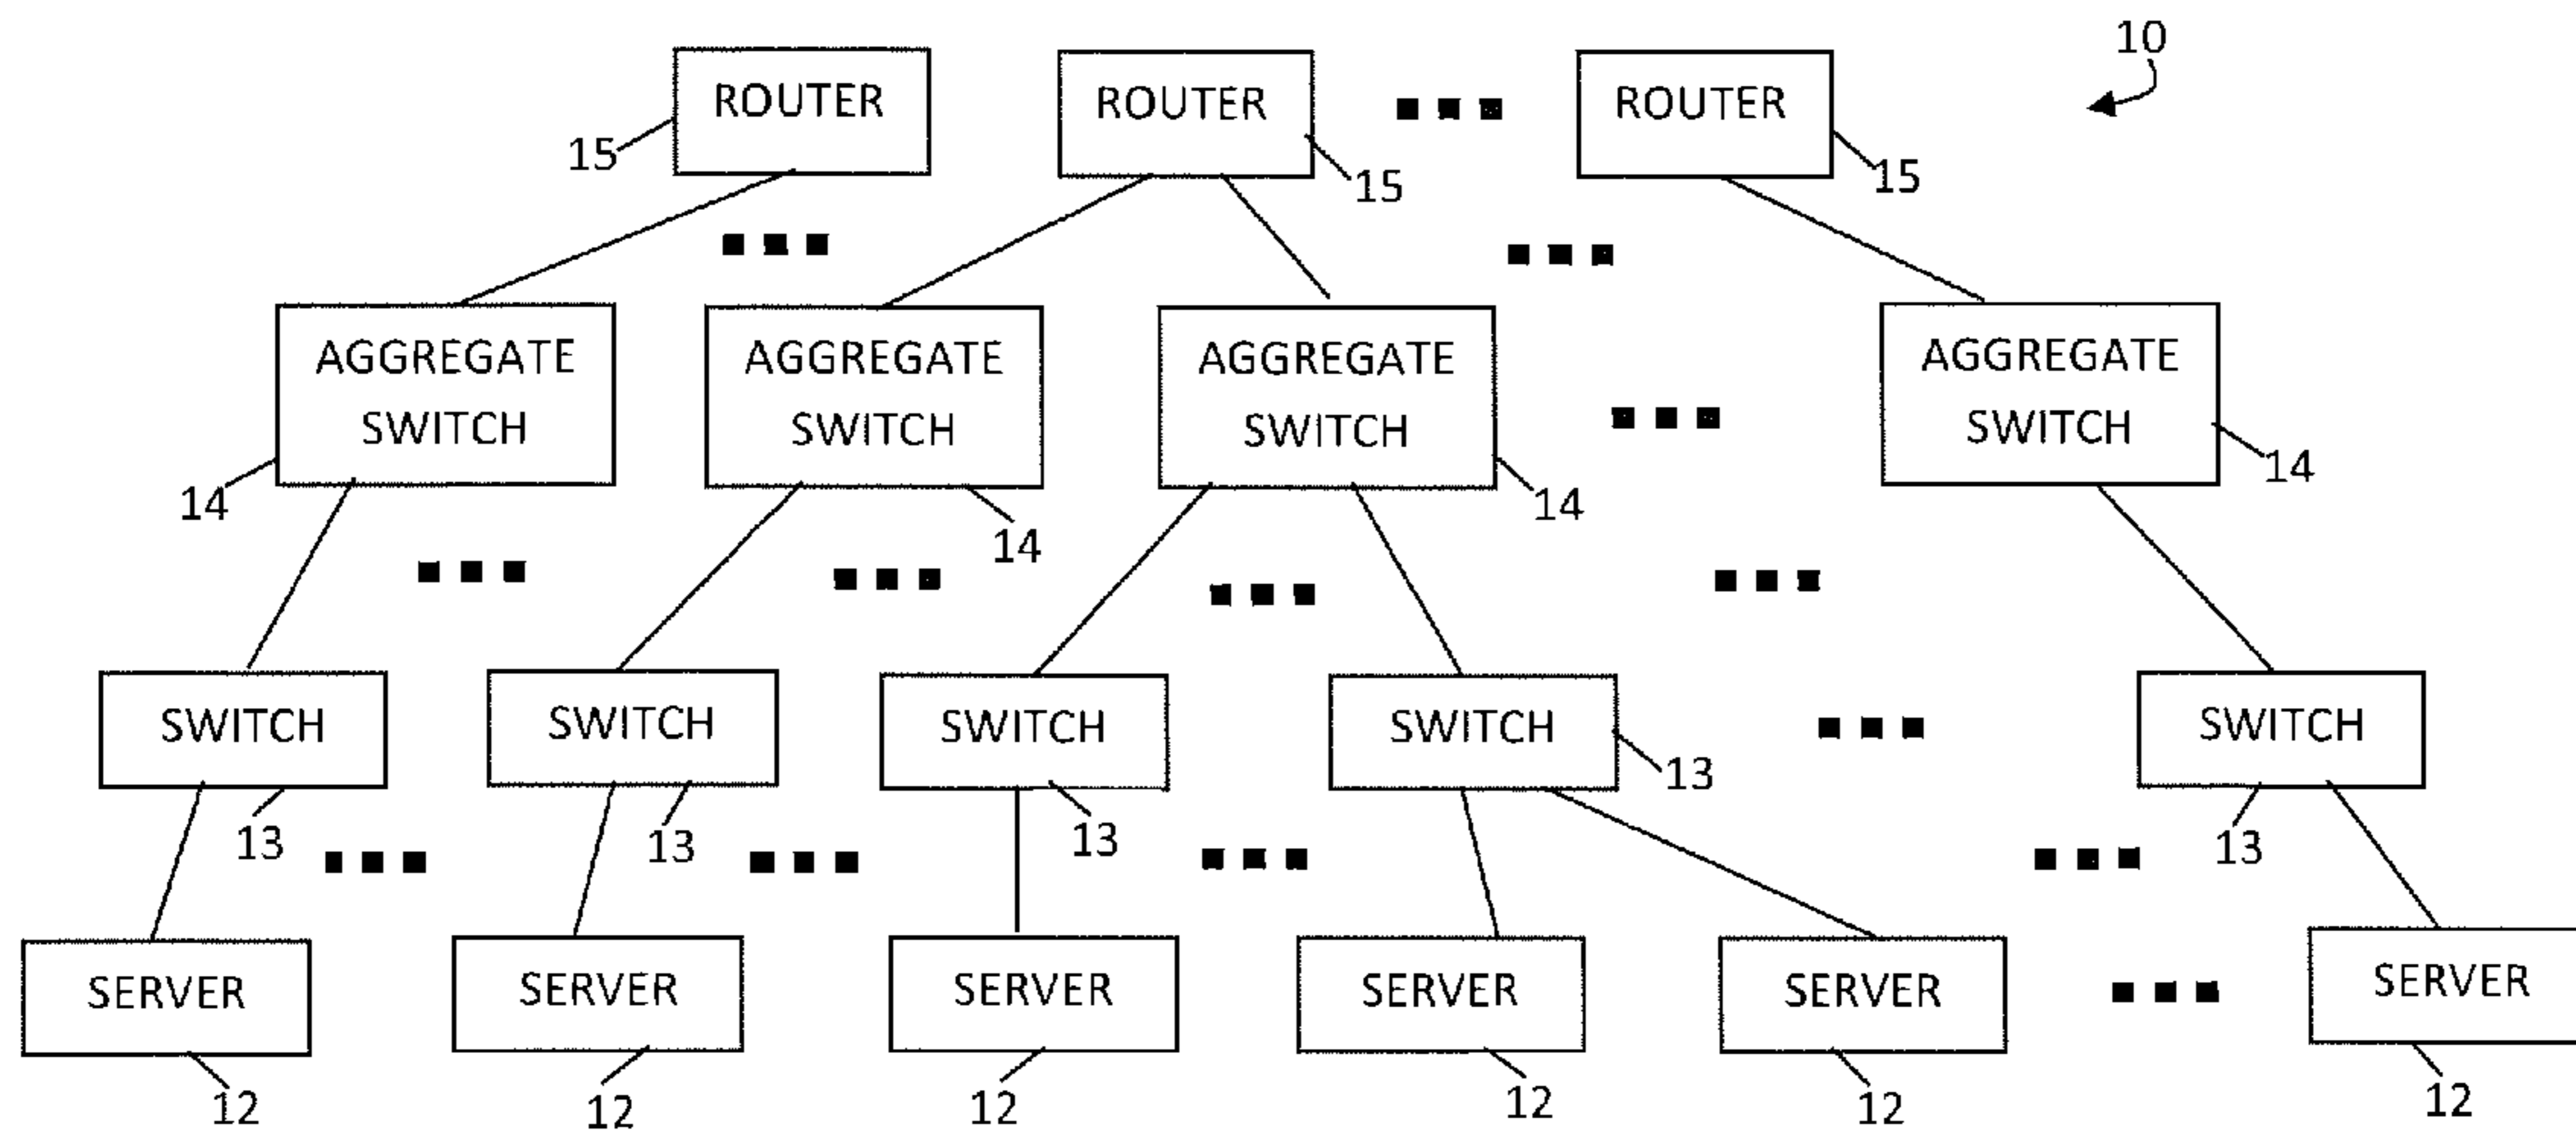 10
ROUTER
ROUTER
ROUTER
15
15
15
AGGREGATE
SWITCH
AGGREGATE
SWITCH
AGGREGATE
SWITCH
AGGREGATE
SWITCH
14
14
14
14
SWITCH
SWITCH
SWITCH
SWITCH
SWITCH
13
13
13
13
13
SERVER
SERVER
SERVER
SERVER
SERVER
SERVER
12
12
12
12
12
12